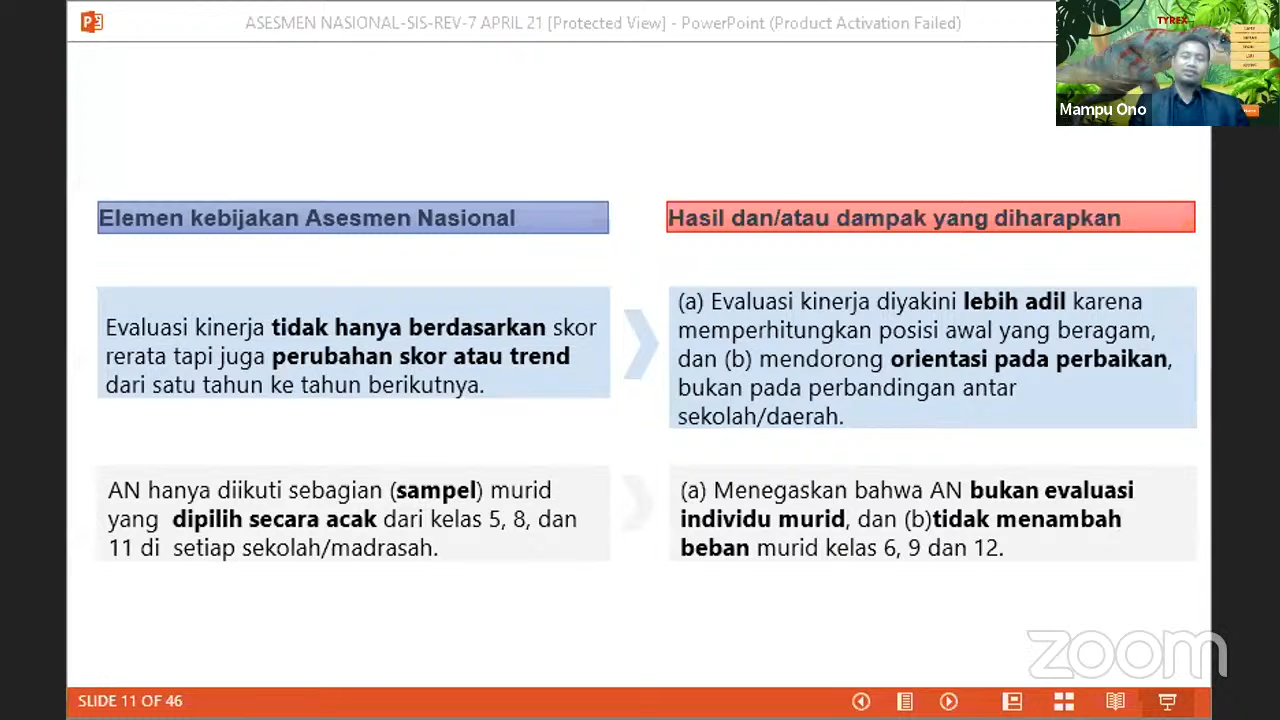 ASESMEN NASIONAL-SIS-REV-7 APRIL 21 [Protected View] - PowerPoint (Product Activation Failed)
TYREX
Mampu Ono
Elemen kebijakan Asesmen Nasional
Hasil dan/atau dampak yang diharapkan
Evaluasi kinerja tidak hanya berdasarkan skor
rerata tapi juga perubahan skor atau trend
dari satu tahun ke tahun berikutnya.
(a) Evaluasi kinerja diyakini lebih adil karena
memperhitungkan posisi awal yang beragam,
dan (b) mendorong orientasi pada perbaikan,
bukan pada perbandingan antar
sekolah/daerah.
AN hanya diikuti sebagian (sampel) murid
yang dipilih secara acak dari kelas 5, 8, dan
11 di setiap sekolah/madrasah.
(a) Menegaskan bahwa AN bukan evaluasi
individu murid, dan (b)tidak menambah
beban murid kelas 6, 9 dan 12.
zoom
SLIDE 11 OF 46